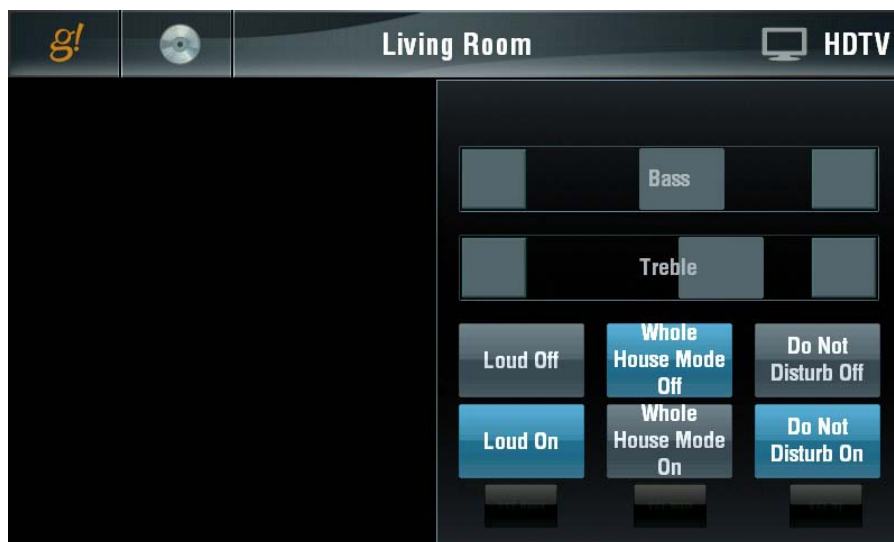 g!
Living Room
HDTV
Bass
Treble
Loud Off
Whole
House Mode
Off
Do Not
Disturb Off
Loud On
Whole
House Mode
On
Do Not
Disturb On